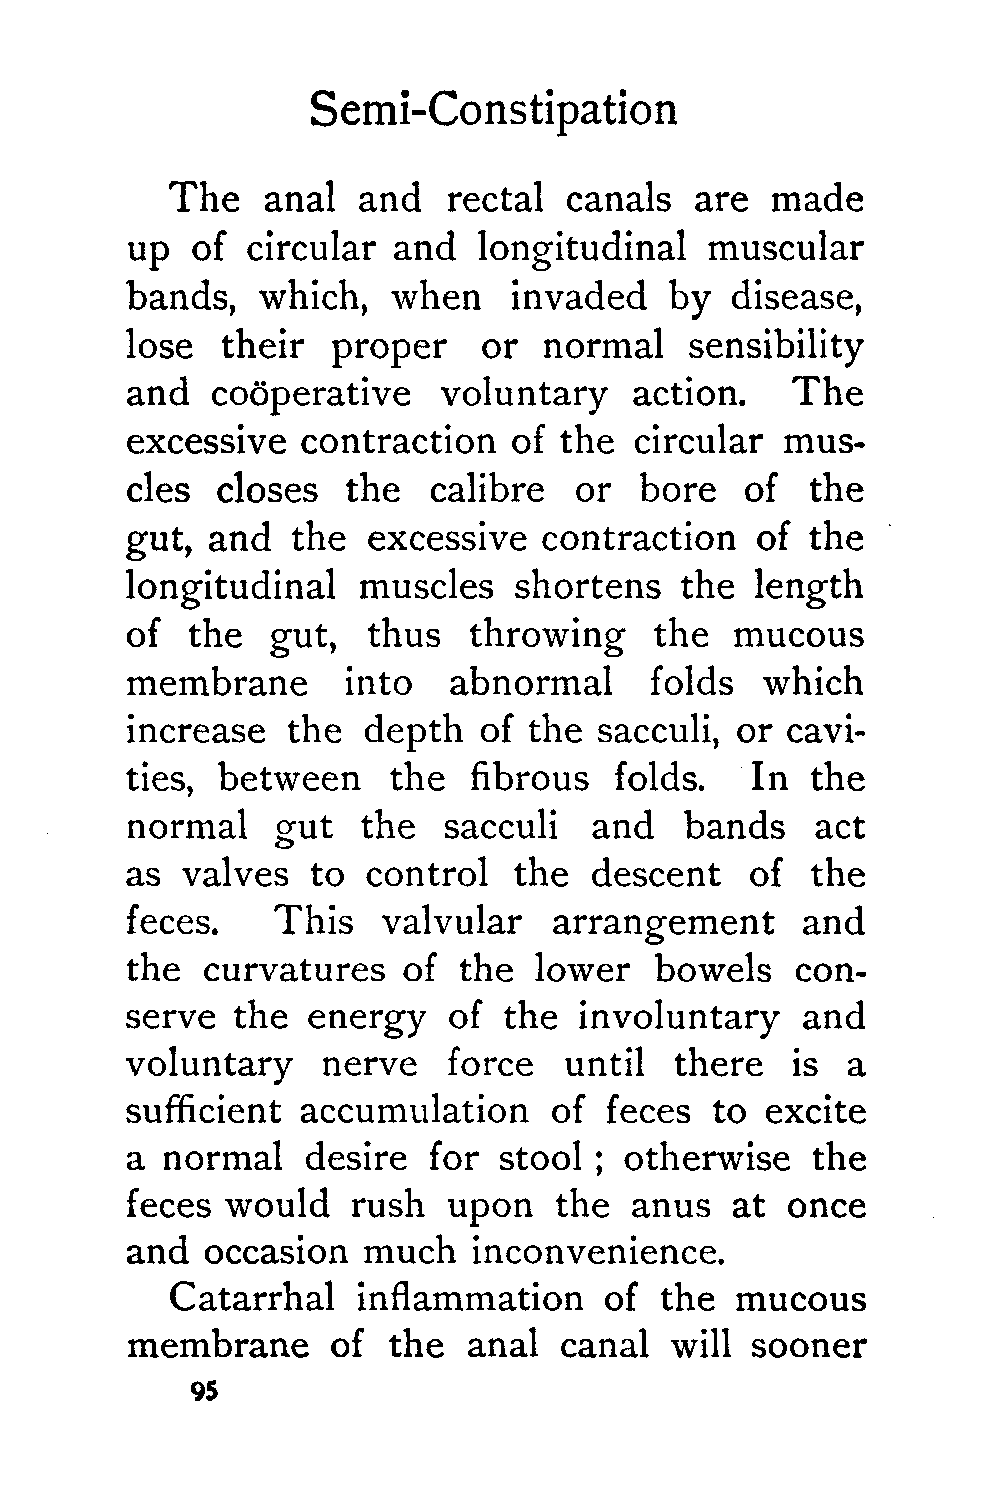 Semi-Constipation
The anal and rectal canals are made
up of circular and longitudinal muscular
bands, which, when invaded by disease,
lose their proper or normal sensibility
and coöperative voluntary action. The
excessive contraction of the circular mus-
cles closes the calibre or bore of the
gut, and the excessive contraction of the
longitudinal muscles shortens the length
of the gut, thus throwing the mucous
membrane into abnormal folds which
increase the depth of the sacculi, or cavi-
ties, between the fibrous folds. In the
normal gut the sacculi and bands act
as valves to control the descent of the
feces. This valvular arrangement and
the curvatures of the lower bowels con-
serve the energy of the involuntary and
voluntary nerve force until there is a
sufficient accumulation of feces to excite
a normal desire for stool ; otherwise the
feces would rush upon the anus at once
and occasion much inconvenience.
Catarrhal inflammation of the mucous
membrane of the anal canal will sooner
95